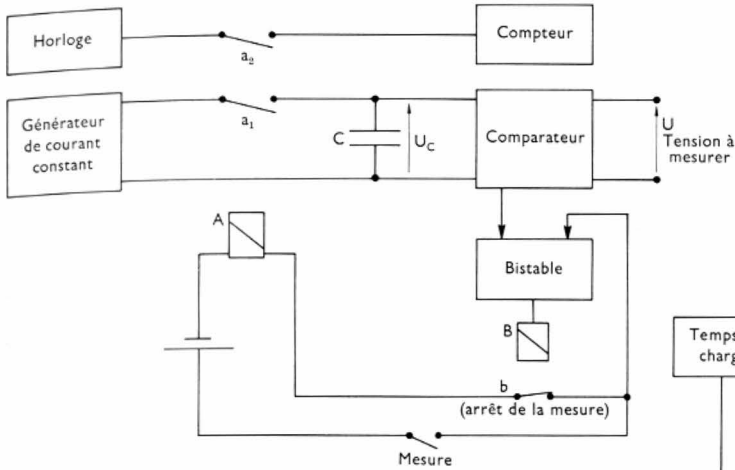 Horloge
a₂
Compteur
Générateur
de courant
constant
a₁
C
U_C
Comparateur
U
Tension à
mesurer
A
Bistable
B
b
(arrêt de la mesure)
Mesure
Temps
charg